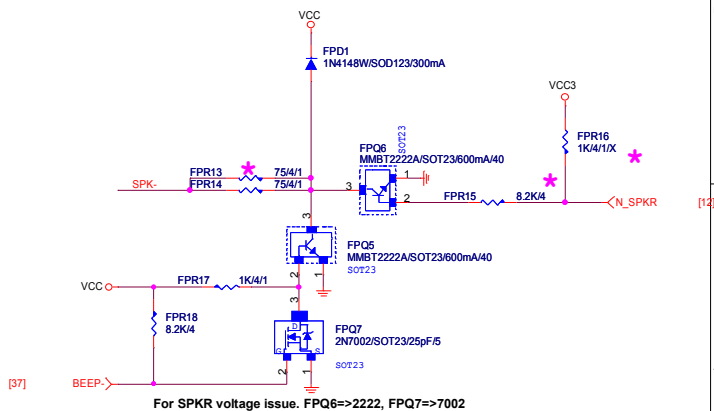 VCC
FPD1
1N4148W/SOD123/300mA
VCC3
FPR16
1K/4/1/X
SOT23
FPQ6
MMBT2222A/SOT23/600mA/40
FPR13 75/4/1
FPR14 75/4/1
SPK-
3
1
2
FPR15 8.2K/4
N_SPKR
[12]
3
FPQ5
MMBT2222A/SOT23/600mA/40
SOT23
2
1
VCC
FPR17 1K/4/1
FPR18
8.2K/4
3
D
G
S
FPQ7
2N7002/SOT23/25pF/5
SOT23
2
1
[37] BEEP-
For SPKR voltage issue. FPQ6=>2222, FPQ7=>7002